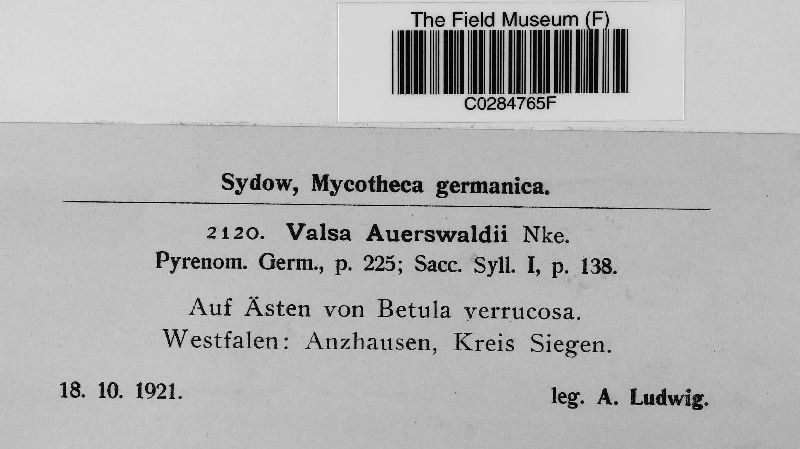 The Field Museum (F)
C0284765F
Sydow, Mycotheca germanica.
2120. Valsa Auerswaldii Nke.
Pyrenom. Germ., p. 225; Sacc. Syll. I, p. 138.
Auf Ästen von Betula verrucosa.
Westfalen: Anzhausen, Kreis Siegen.
18. 10. 1921. leg. A. Ludwig.